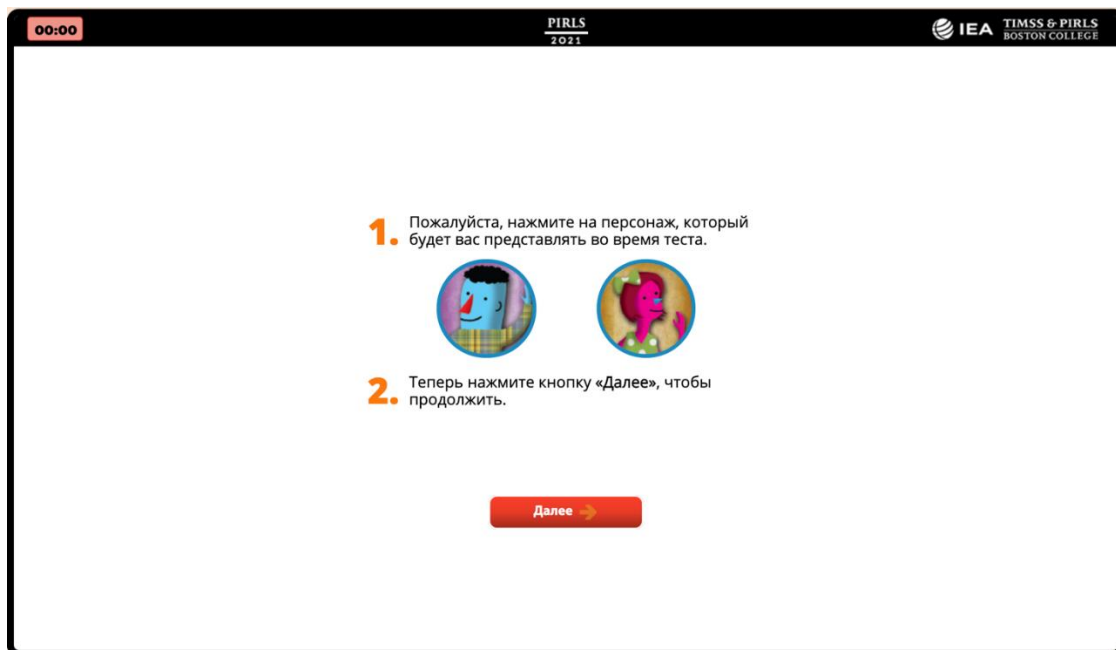 00:00
PIRLS
2021
IEA
TIMSS & PIRLS
BOSTON COLLEGE
1. Пожалуйста, нажмите на персонаж, который
будет вас представлять во время теста.
2. Теперь нажмите кнопку «Далее», чтобы
продолжить.
Далее